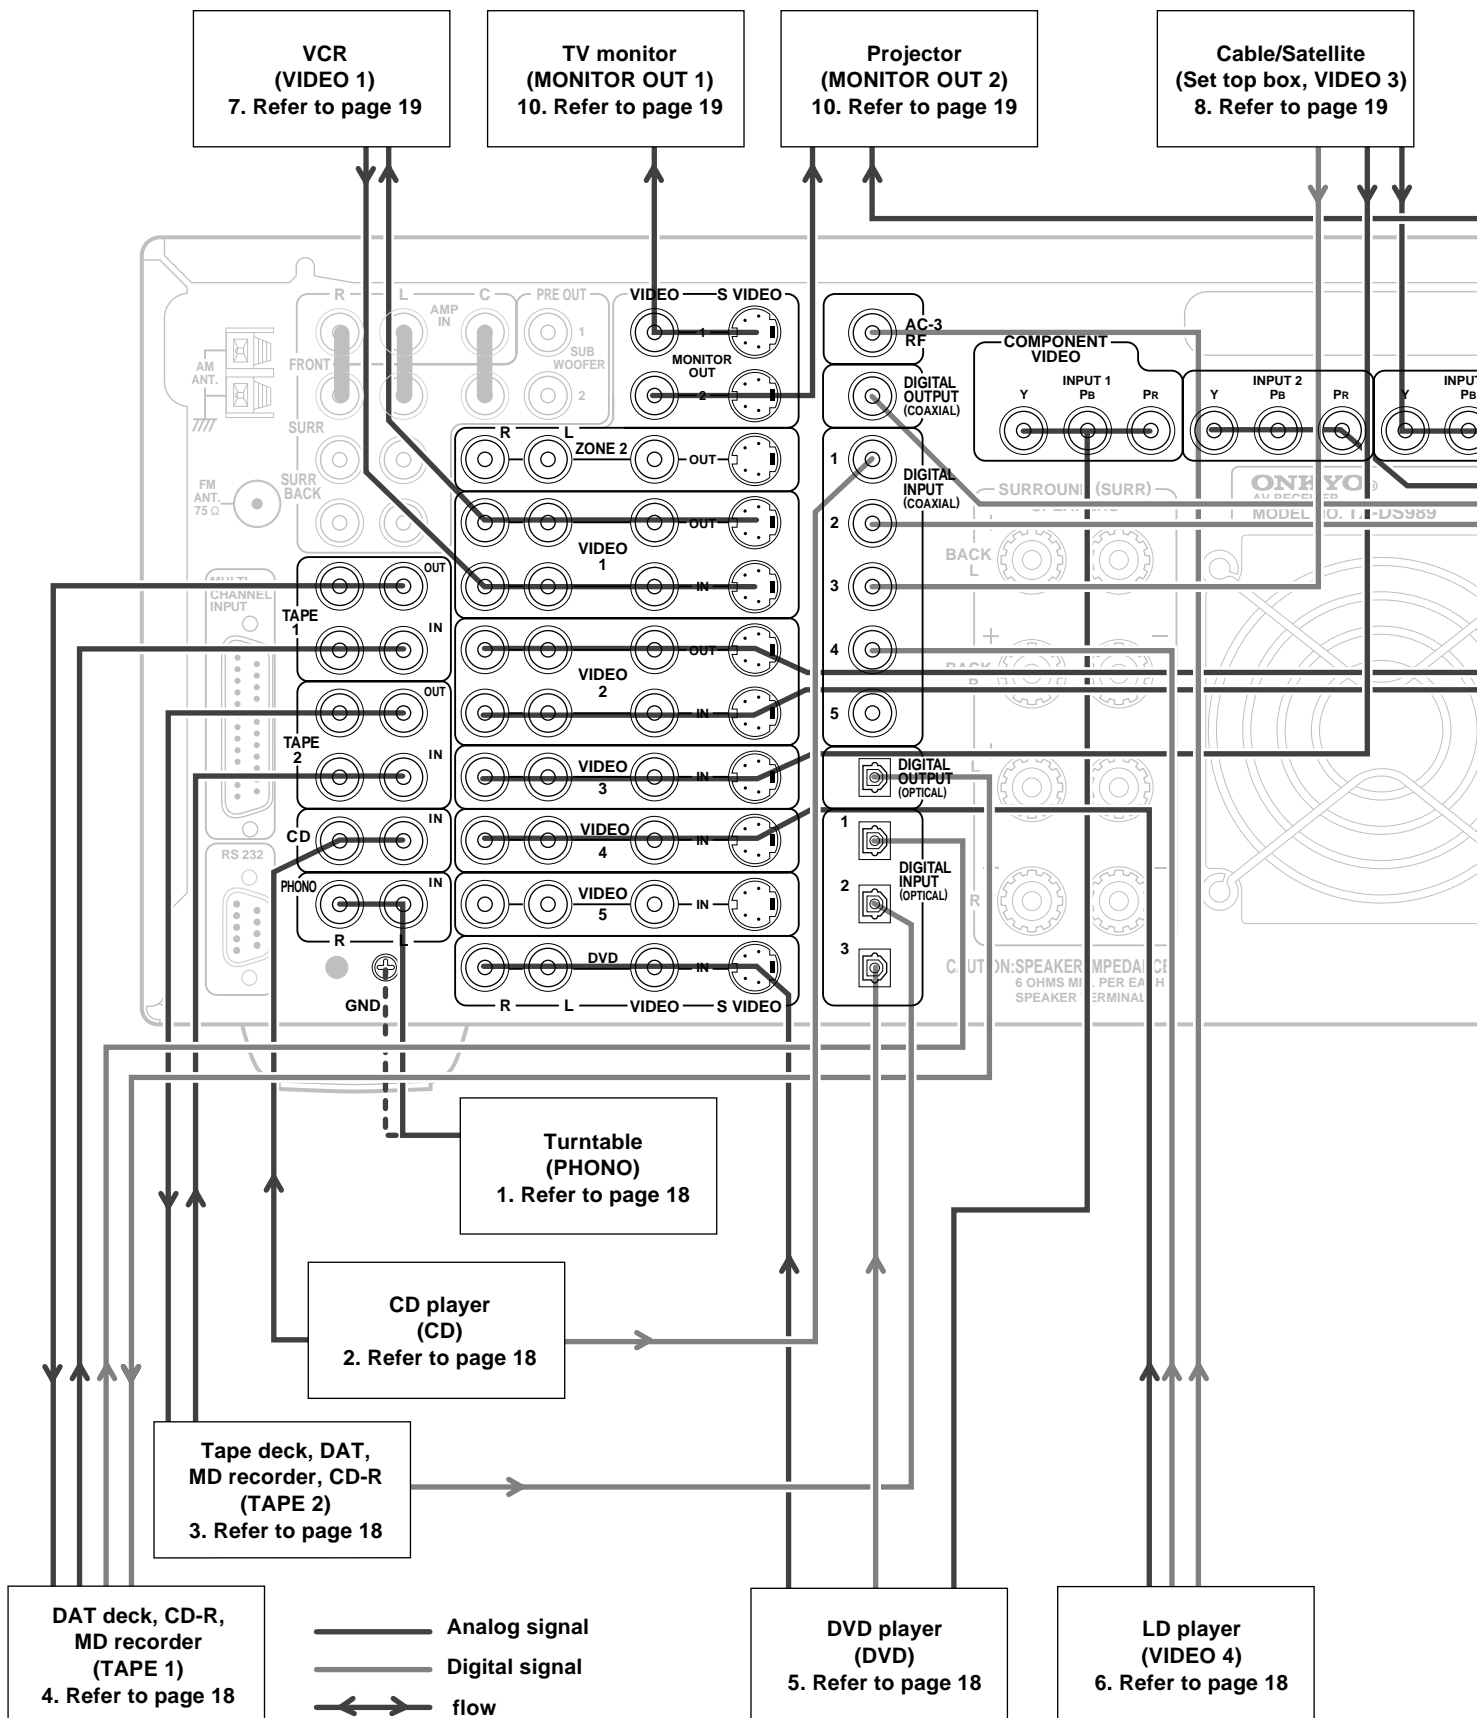 VCR
(VIDEO 1)
7. Refer to page 19
TV monitor
(MONITOR OUT 1)
10. Refer to page 19
Projector
(MONITOR OUT 2)
10. Refer to page 19
Cable/Satellite
(Set top box, VIDEO 3)
8. Refer to page 19
R L C
AMP
IN
PRE OUT
1
SUB
WOOFER
2
FRONT
SURR
SURR
BACK
AM
ANT.
FM
ANT.
75 Ω
VIDEO S VIDEO
1
MONITOR
OUT
2
R L
ZONE 2
OUT
OUT
VIDEO
1
IN
OUT
VIDEO
2
IN
VIDEO
3
IN
VIDEO
4
IN
VIDEO
5
IN
DVD
IN
R L VIDEO S VIDEO
MULTI
CHANNEL
INPUT
RS 232
OUT
TAPE
1
IN
OUT
TAPE
2
IN
CD
IN
PHONO
IN
R L
GND
AC-3
RF
DIGITAL
OUTPUT
(COAXIAL)
1
DIGITAL
INPUT
(COAXIAL)
2
3
4
5
DIGITAL
OUTPUT
(OPTICAL)
1
DIGITAL
INPUT
(OPTICAL)
2
3
COMPONENT
VIDEO
INPUT 1
Y PB PR
INPUT 2
Y PB PR
Y PB
ONKYO
AV RECEIVER
MODEL NO. TX-DS989
SURROUND (SURR)
BACK
L
BACK
R
L
R
CAUTION:SPEAKER IMPEDANCE
6 OHMS MIN. PER EACH
SPEAKER TERMINAL
Turntable
(PHONO)
1. Refer to page 18
CD player
(CD)
2. Refer to page 18
Tape deck, DAT,
MD recorder, CD-R
(TAPE 2)
3. Refer to page 18
DAT deck, CD-R,
MD recorder
(TAPE 1)
4. Refer to page 18
Analog signal
Digital signal
flow
DVD player
(DVD)
5. Refer to page 18
LD player
(VIDEO 4)
6. Refer to page 18